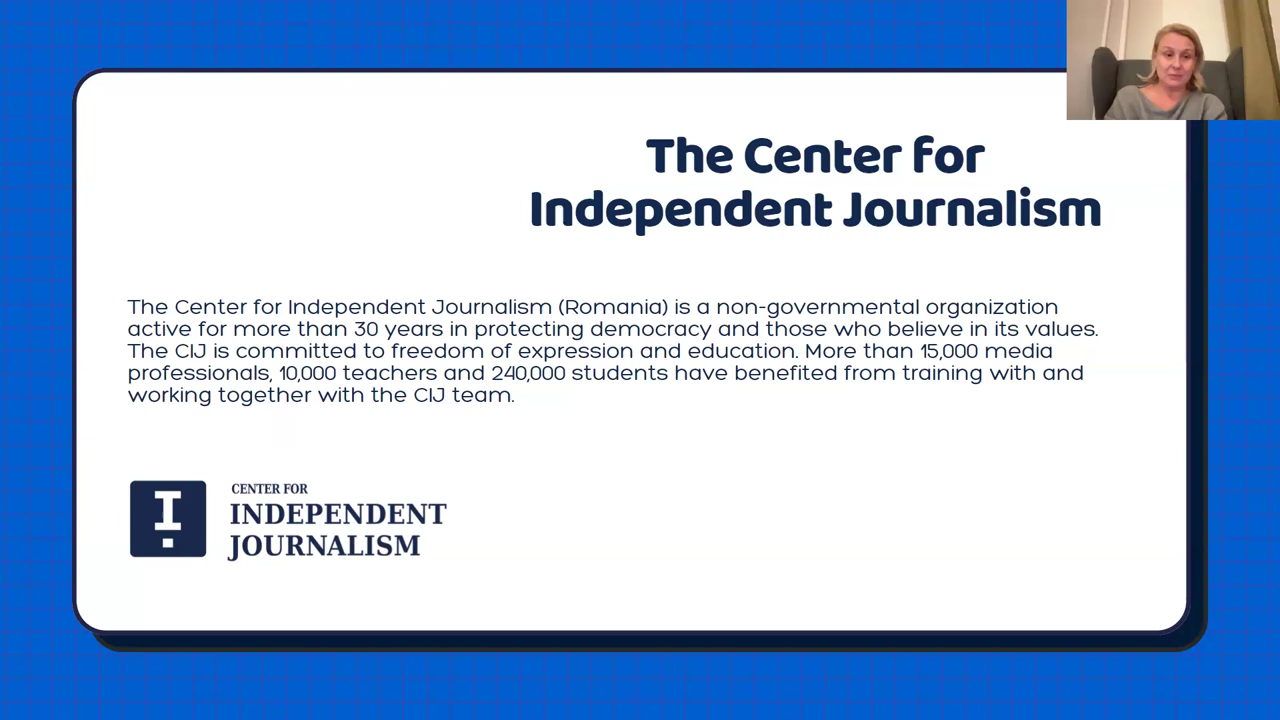 The Center for
Independent Journalism
The Center for Independent Journalism (Romania) is a non-governmental organization
active for more than 30 years in protecting democracy and those who believe in its values.
The CIJ is committed to freedom of expression and education. More than 15,000 media
professionals, 10,000 teachers and 240,000 students have benefited from training with and
working together with the CIJ team.
CENTER FOR
INDEPENDENT
JOURNALISM